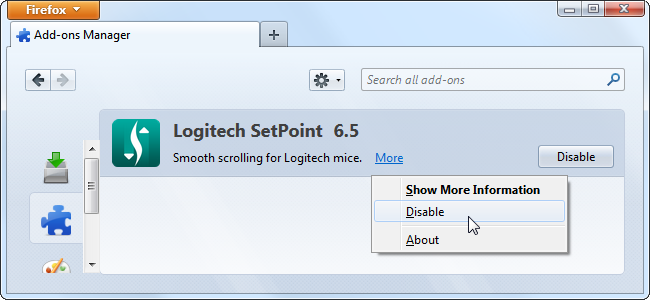 Firefox
Add-ons Manager
Search all add-ons
Logitech SetPoint 6.5
Smooth scrolling for Logitech mice. More
Disable
Show More Information
Disable
About